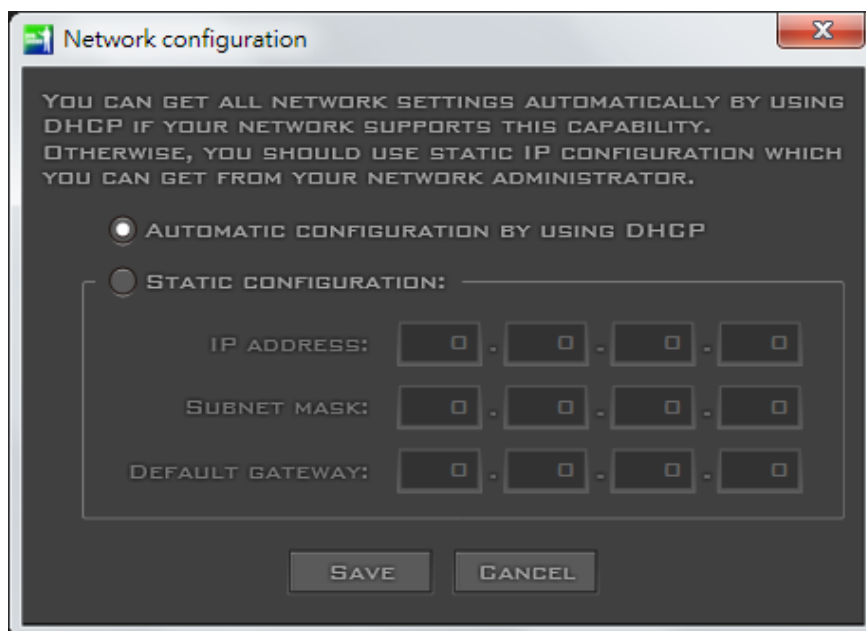 Network configuration
X
YOU CAN GET ALL NETWORK SETTINGS AUTOMATICALLY BY USING
DHCP IF YOUR NETWORK SUPPORTS THIS CAPABILITY.
OTHERWISE, YOU SHOULD USE STATIC IP CONFIGURATION WHICH
YOU CAN GET FROM YOUR NETWORK ADMINISTRATOR.
AUTOMATIC CONFIGURATION BY USING DHCP
STATIC CONFIGURATION:
IP ADDRESS: 0 . 0 . 0 . 0
SUBNET MASK: 0 . 0 . 0 . 0
DEFAULT GATEWAY: 0 . 0 . 0 . 0
SAVE CANCEL